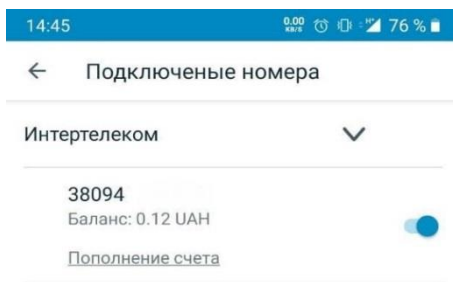 14:45 0.00 KB/S 76 %
Подключеные номера
Интертелеком
38094
Баланс: 0.12 UAH
Пополнение счета